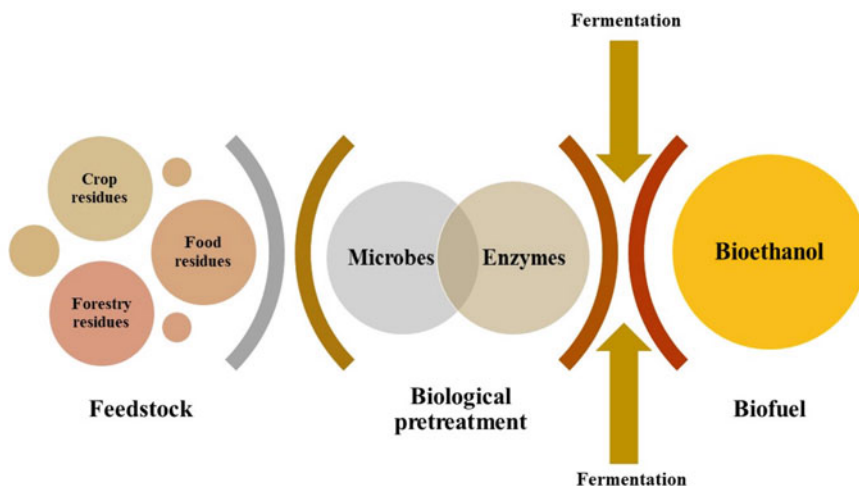 Fermentation
Crop
residues
Food
residues
Forestry
residues
Microbes
Enzymes
Bioethanol
Feedstock
Biological
pretreatment
Biofuel
Fermentation